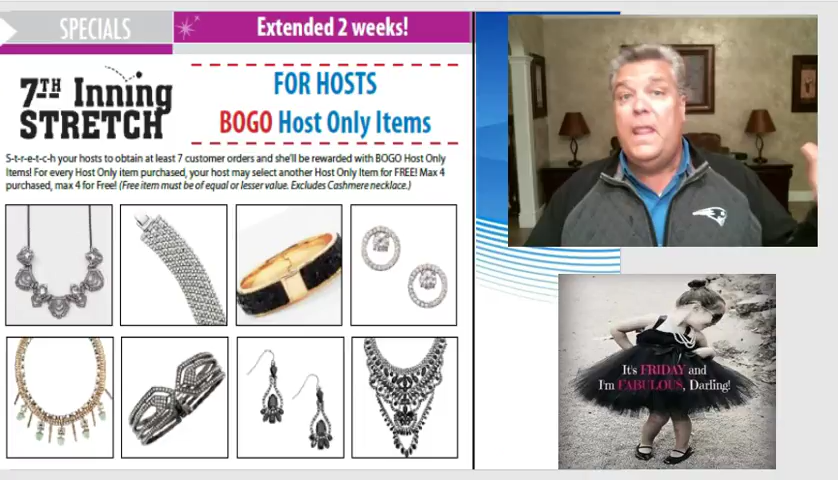 SPECIALS
Extended 2 weeks!
7TH Inning
STRETCH
FOR HOSTS
BOGO Host Only Items
S-t-r-e-t-c-h your hosts to obtain at least 7 customer orders and she'll be rewarded with BOGO Host Only
Items! For every Host Only item purchased, your host may select another Host Only Item for FREE! Max 4
purchased, max 4 for Free! (Free item must be of equal or lesser value. Excludes Cashmere necklace.)
It's FRIDAY and
I'm FABULOUS, Darling!